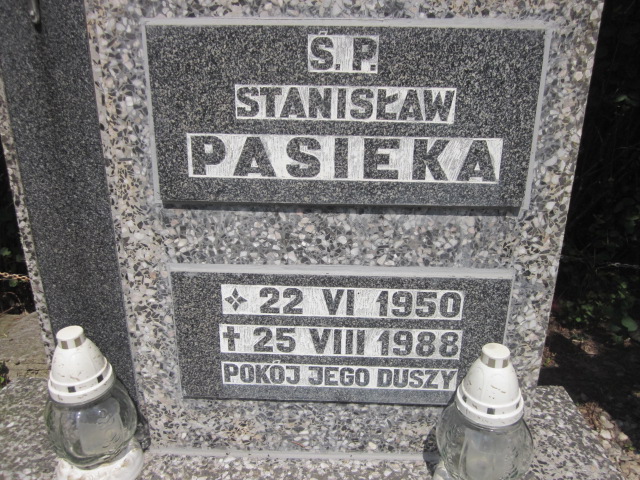 Ś. P.
STANISŁAW
PASIEKA
22 VI 1950
✝ 25 VIII 1988
POKÓJ JEGO DUSZY